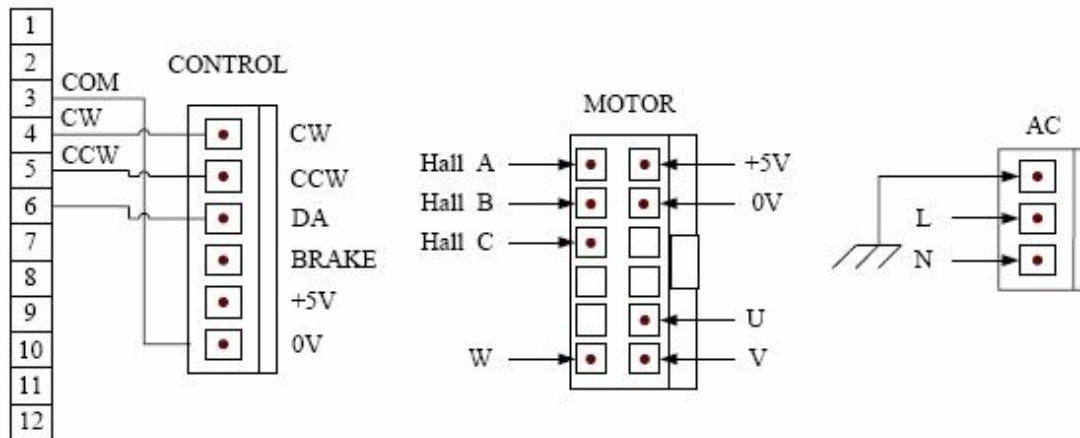 1
2
3
4
5
6
7
8
9
10
11
12
COM
CW
CCW
CONTROL
CW
CCW
DA
BRAKE
+5V
0V
MOTOR
Hall A
Hall B
Hall C
W
+5V
0V
U
V
AC
L
N